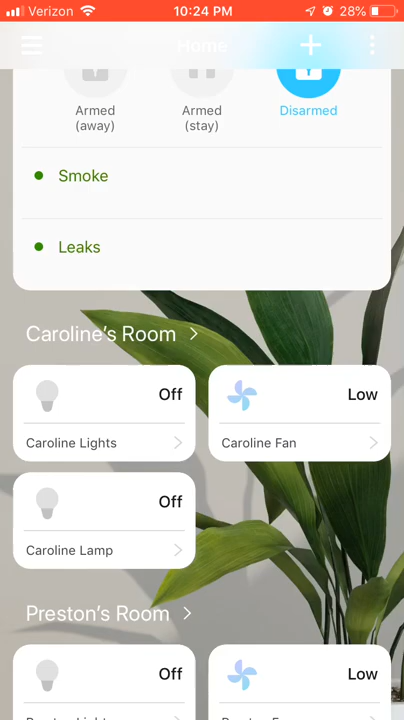 Verizon 10:24 PM 28%
Home
Armed
(away)
Armed
(stay)
Disarmed
Smoke
Leaks
Caroline's Room
Off
Low
Caroline Lights
Caroline Fan
Off
Caroline Lamp
Preston's Room
Off
Low